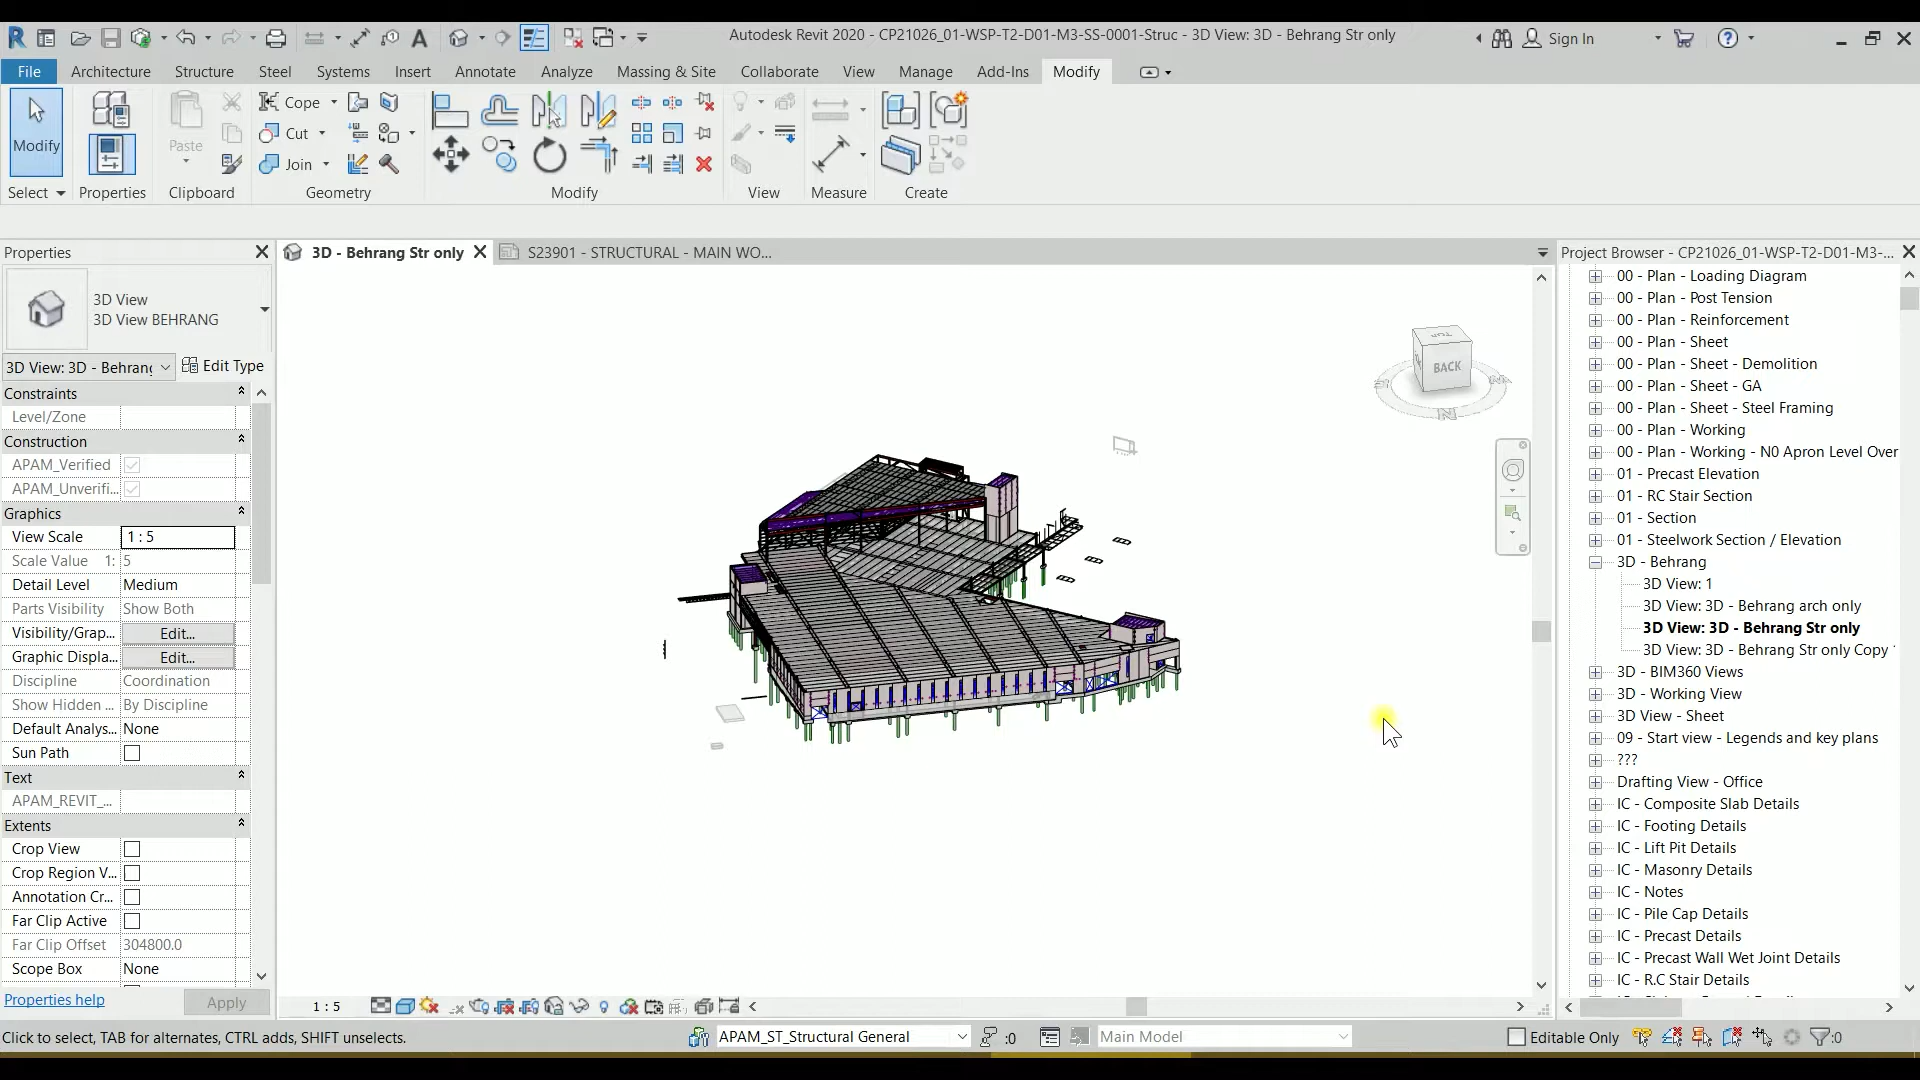 Autodesk Revit 2020 - CP21026_01-WSP-T2-D01-M3-SS-0001-Struc - 3D View: 3D - Behrang Str only
Sign In
File
Architecture
Structure
Steel
Systems
Insert
Annotate
Analyze
Massing & Site
Collaborate
View
Manage
Add-Ins
Modify
Modify
Paste
Cope
Cut
Join
Select
Properties
Clipboard
Geometry
Modify
View
Measure
Create
Properties
3D View
3D View BEHRANG
3D View: 3D - Behrang
Edit Type
Constraints
Level/Zone
Construction
APAM_Verified
APAM_Unverifi...
Graphics
View Scale 1 : 5
Scale Value 1: 5
Detail Level Medium
Parts Visibility Show Both
Visibility/Grap... Edit...
Graphic Displa... Edit...
Discipline Coordination
Show Hidden ... By Discipline
Default Analys... None
Sun Path
Text
APAM_REVIT_...
Extents
Crop View
Crop Region V...
Annotation Cr...
Far Clip Active
Far Clip Offset 304800.0
Scope Box None
Properties help
Apply
3D - Behrang Str only
S23901 - STRUCTURAL - MAIN WO...
TOP
BACK
N
1 : 5
Project Browser - CP21026_01-WSP-T2-D01-M3-...
00 - Plan - Loading Diagram
00 - Plan - Post Tension
00 - Plan - Reinforcement
00 - Plan - Sheet
00 - Plan - Sheet - Demolition
00 - Plan - Sheet - GA
00 - Plan - Sheet - Steel Framing
00 - Plan - Working
00 - Plan - Working - N0 Apron Level Over
01 - Precast Elevation
01 - RC Stair Section
01 - Section
01 - Steelwork Section / Elevation
3D - Behrang
3D View: 1
3D View: 3D - Behrang arch only
3D View: 3D - Behrang Str only
3D View: 3D - Behrang Str only Copy
3D - BIM360 Views
3D - Working View
3D View - Sheet
09 - Start view - Legends and key plans
???
Drafting View - Office
IC - Composite Slab Details
IC - Footing Details
IC - Lift Pit Details
IC - Masonry Details
IC - Notes
IC - Pile Cap Details
IC - Precast Details
IC - Precast Wall Wet Joint Details
IC - R.C Stair Details
Click to select, TAB for alternates, CTRL adds, SHIFT unselects.
APAM_ST_Structural General
:0
Main Model
Editable Only
:0